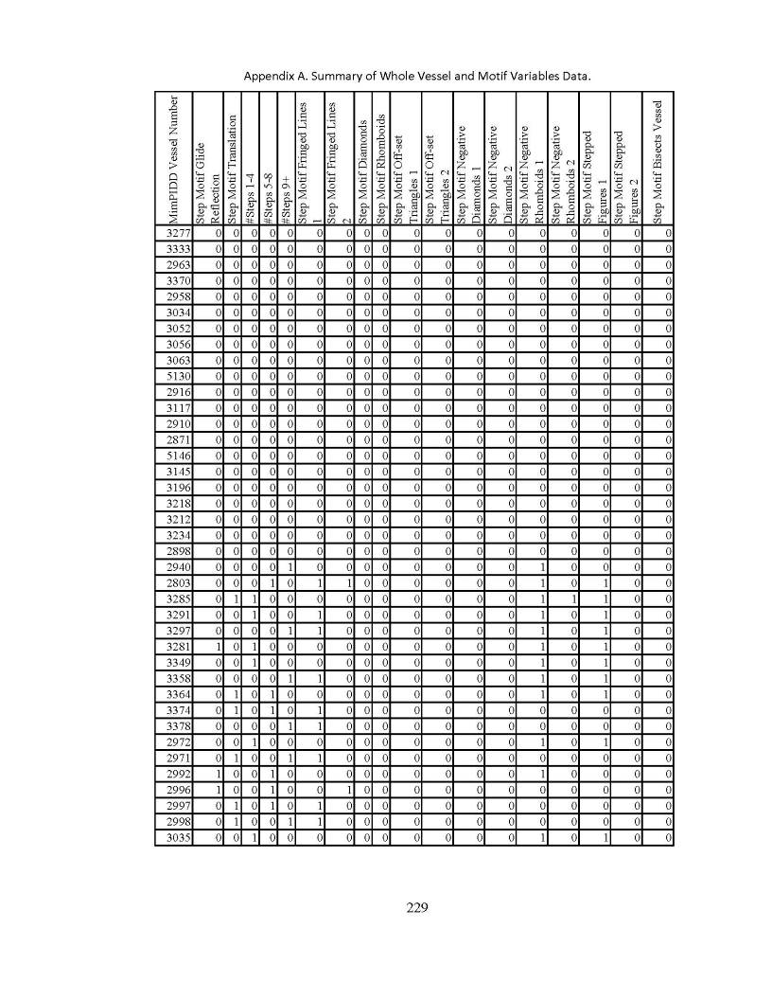 Appendix A. Summary of Whole Vessel and Motif Variables Data.
MimPIDD Vessel Number Step Motif Glide Reflection Step Motif Translation #Steps 1-4 #Steps 5-8 #Steps 9+ Step Motif Fringed Lines 1 Step Motif Fringed Lines 2 Step Motif Diamonds Step Motif Rhomboids Step Motif Off-set Triangles 1 Step Motif Off-set Triangles 2 Step Motif Negative Diamonds 1 Step Motif Negative Diamonds 2 Step Motif Negative Rhomboids 1 Step Motif Negative Rhomboids 2 Step Motif Stepped Figures 1 Step Motif Stepped Figures 2 Step Motif Bisects Vessel
3277 0 0 0 0 0 0 0 0 0 0 0 0 0 0 0 0 0 0
3333 0 0 0 0 0 0 0 0 0 0 0 0 0 0 0 0 0 0
2963 0 0 0 0 0 0 0 0 0 0 0 0 0 0 0 0 0 0
3370 0 0 0 0 0 0 0 0 0 0 0 0 0 0 0 0 0 0
2958 0 0 0 0 0 0 0 0 0 0 0 0 0 0 0 0 0 0
3034 0 0 0 0 0 0 0 0 0 0 0 0 0 0 0 0 0 0
3052 0 0 0 0 0 0 0 0 0 0 0 0 0 0 0 0 0 0
3056 0 0 0 0 0 0 0 0 0 0 0 0 0 0 0 0 0 0
3063 0 0 0 0 0 0 0 0 0 0 0 0 0 0 0 0 0 0
5130 0 0 0 0 0 0 0 0 0 0 0 0 0 0 0 0 0 0
2916 0 0 0 0 0 0 0 0 0 0 0 0 0 0 0 0 0 0
3117 0 0 0 0 0 0 0 0 0 0 0 0 0 0 0 0 0 0
2910 0 0 0 0 0 0 0 0 0 0 0 0 0 0 0 0 0 0
2871 0 0 0 0 0 0 0 0 0 0 0 0 0 0 0 0 0 0
5146 0 0 0 0 0 0 0 0 0 0 0 0 0 0 0 0 0 0
3145 0 0 0 0 0 0 0 0 0 0 0 0 0 0 0 0 0 0
3196 0 0 0 0 0 0 0 0 0 0 0 0 0 0 0 0 0 0
3218 0 0 0 0 0 0 0 0 0 0 0 0 0 0 0 0 0 0
3212 0 0 0 0 0 0 0 0 0 0 0 0 0 0 0 0 0 0
3234 0 0 0 0 0 0 0 0 0 0 0 0 0 0 0 0 0 0
2898 0 0 0 0 0 0 0 0 0 0 0 0 0 0 0 0 0 0
2940 0 0 0 0 1 0 0 0 0 0 0 0 0 1 0 0 0 0
2803 0 0 0 1 0 1 1 0 0 0 0 0 0 1 0 1 0 0
3285 0 1 1 0 0 0 0 0 0 0 0 0 0 1 1 1 0 0
3291 0 0 1 0 0 1 0 0 0 0 0 0 0 1 0 1 0 0
3297 0 0 0 0 1 1 0 0 0 0 0 0 0 1 0 1 0 0
3281 1 0 1 0 0 0 0 0 0 0 0 0 0 1 0 1 0 0
3349 0 0 1 0 0 0 0 0 0 0 0 0 0 1 0 1 0 0
3358 0 0 0 0 1 1 0 0 0 0 0 0 0 1 0 1 0 0
3364 0 1 0 1 0 0 0 0 0 0 0 0 0 1 0 1 0 0
3374 0 1 0 1 0 1 0 0 0 0 0 0 0 0 0 0 0 0
3378 0 0 0 0 1 1 0 0 0 0 0 0 0 0 0 0 0 0
2972 0 0 1 0 0 0 0 0 0 0 0 0 0 1 0 1 0 0
2971 0 1 0 0 1 1 0 0 0 0 0 0 0 0 0 0 0 0
2992 1 0 0 1 0 0 0 0 0 0 0 0 0 1 0 0 0 0
2996 1 0 0 1 0 0 1 0 0 0 0 0 0 0 0 0 0 0
2997 0 1 0 1 0 1 0 0 0 0 0 0 0 0 0 0 0 0
2998 0 1 0 0 1 1 0 0 0 0 0 0 0 0 0 0 0 0
3035 0 0 1 0 0 0 0 0 0 0 0 0 0 1 0 1 0 0
229